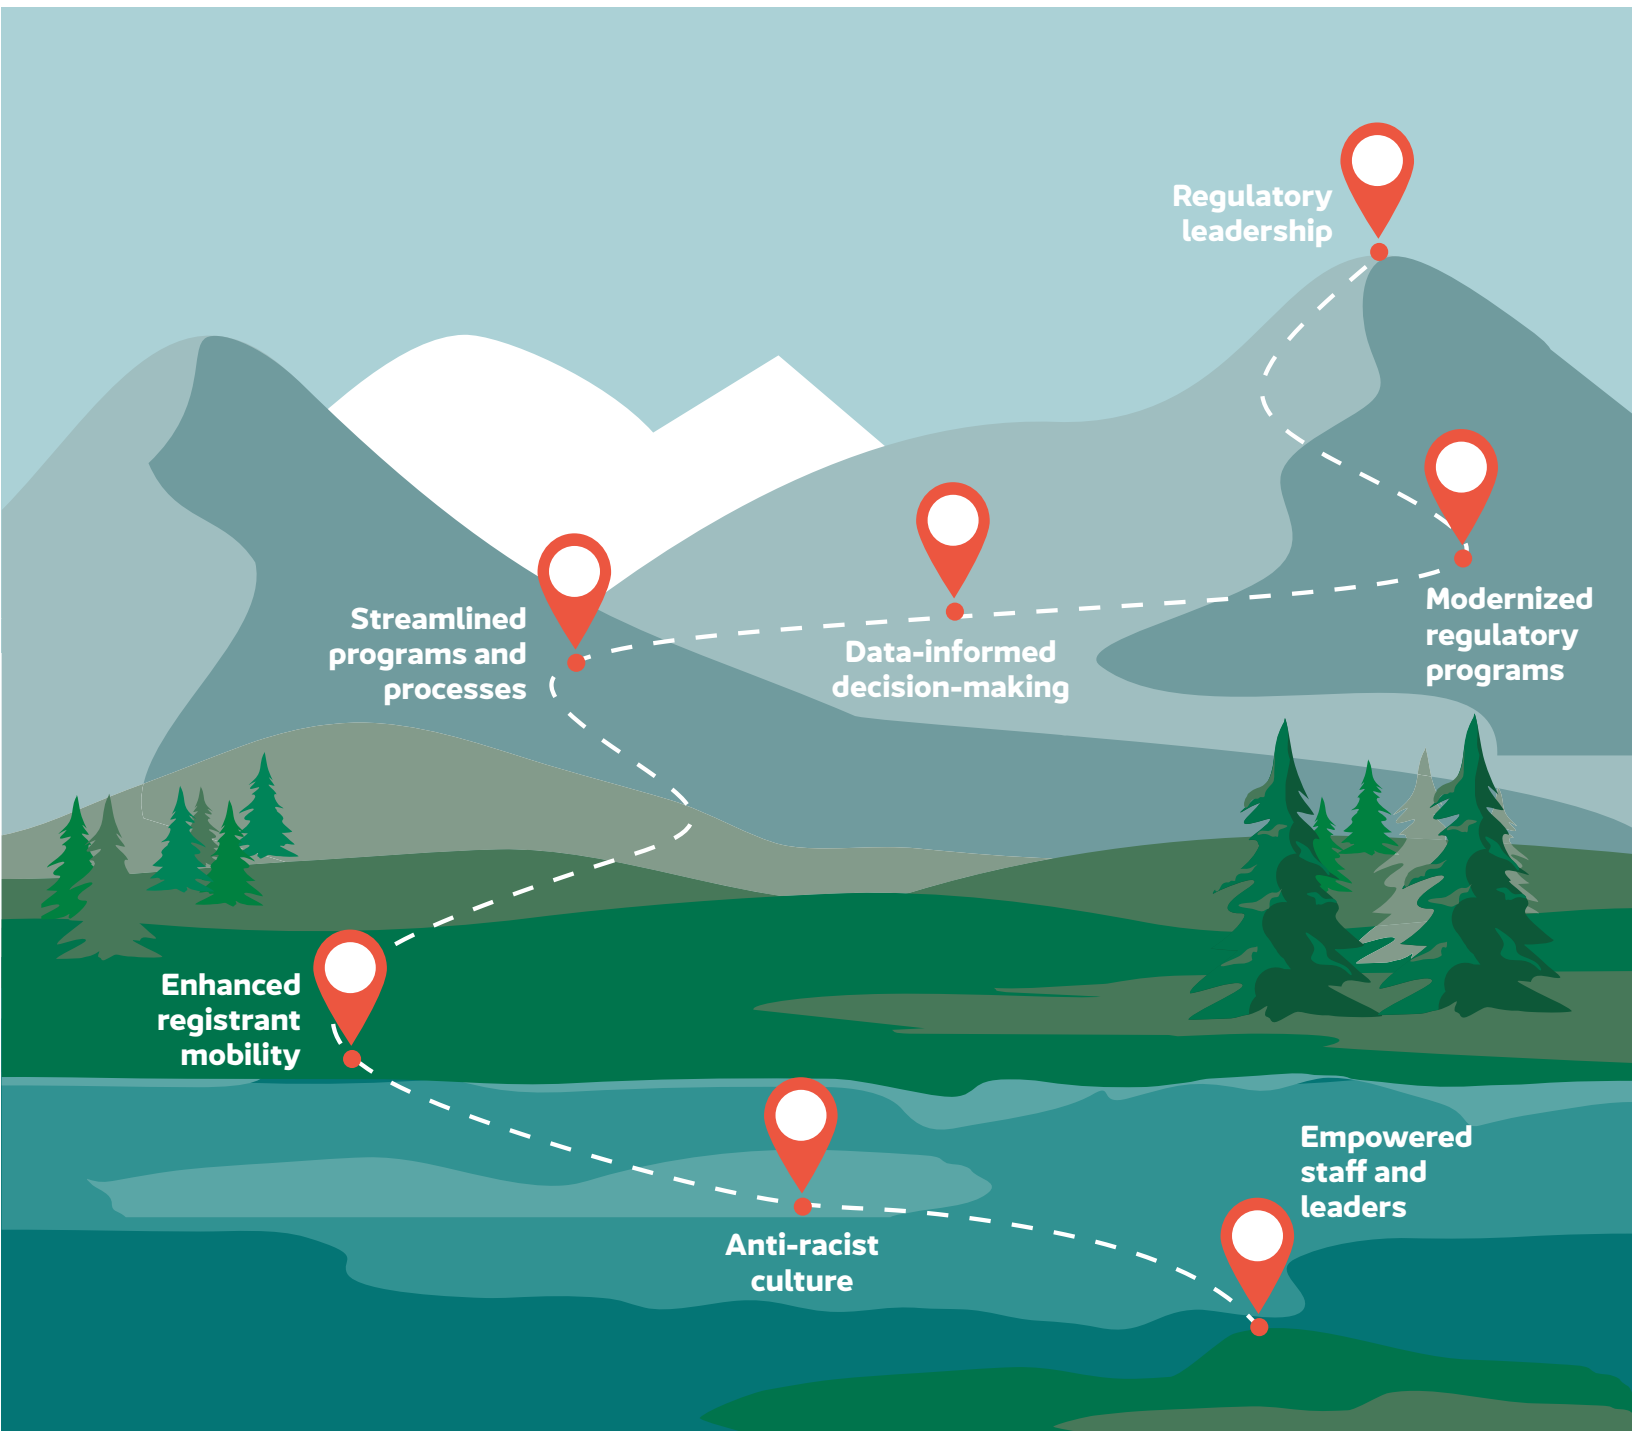 Regulatory
leadership
Modernized
regulatory
programs
Streamlined
programs and
processes
Data-informed
decision-making
Enhanced
registrant
mobility
Empowered
staff and
leaders
Anti-racist
culture